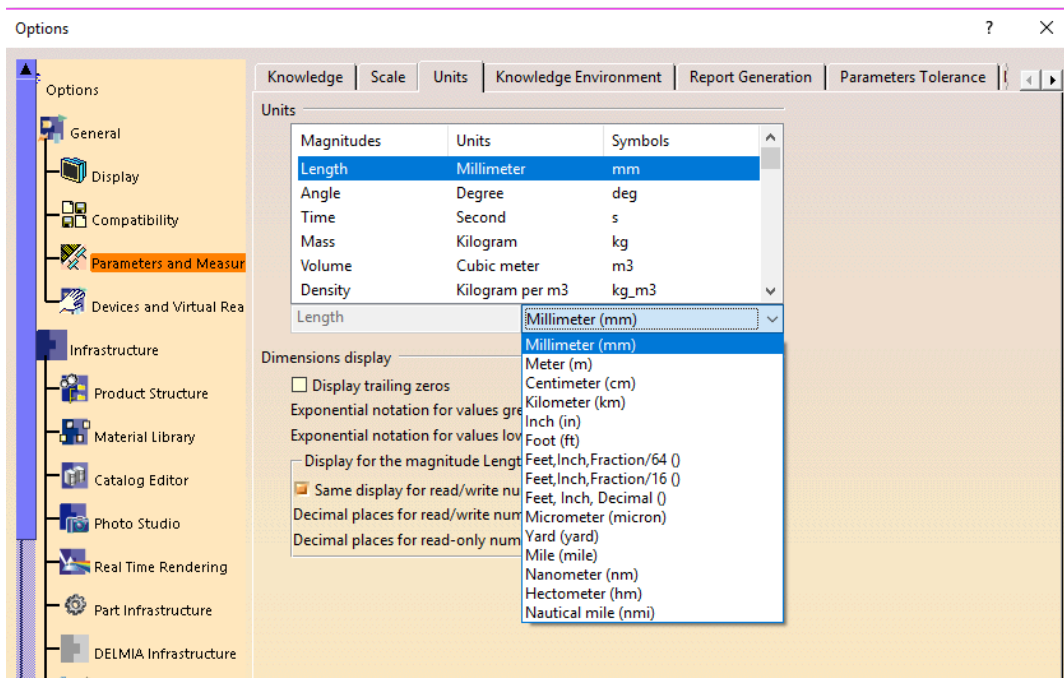 Options ? ×
Options
General
Display
Compatibility
Parameters and Measur
Devices and Virtual Rea
Infrastructure
Product Structure
Material Library
Catalog Editor
Photo Studio
Real Time Rendering
Part Infrastructure
DELMIA Infrastructure
Knowledge Scale Units Knowledge Environment Report Generation Parameters Tolerance
Units
Magnitudes Units Symbols
Length Millimeter mm
Angle Degree deg
Time Second s
Mass Kilogram kg
Volume Cubic meter m3
Density Kilogram per m3 kg_m3
Length Millimeter (mm)
Millimeter (mm)
Meter (m)
Centimeter (cm)
Kilometer (km)
Inch (in)
Foot (ft)
Feet,Inch,Fraction/64 ()
Feet,Inch,Fraction/16 ()
Feet, Inch, Decimal ()
Micrometer (micron)
Yard (yard)
Mile (mile)
Nanometer (nm)
Hectometer (hm)
Nautical mile (nmi)
Dimensions display
Display trailing zeros
Exponential notation for values gre
Exponential notation for values lov
Display for the magnitude Lengt
Same display for read/write nu
Decimal places for read/write num
Decimal places for read-only num